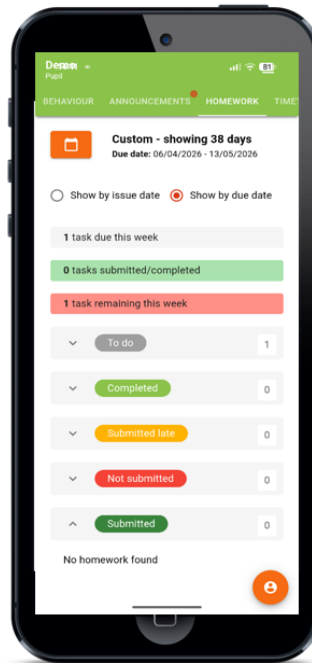 Demo
81
Pupil
BEHAVIOUR ANNOUNCEMENTS HOMEWORK
Custom - showing 38 days
Due date: 06/04/2026 - 13/05/2026
Show by issue date Show by due date
1 task due this week
0 tasks submitted/completed
1 task remaining this week
To do 1
Completed 0
Submitted late 0
Not submitted 0
Submitted 0
No homework found